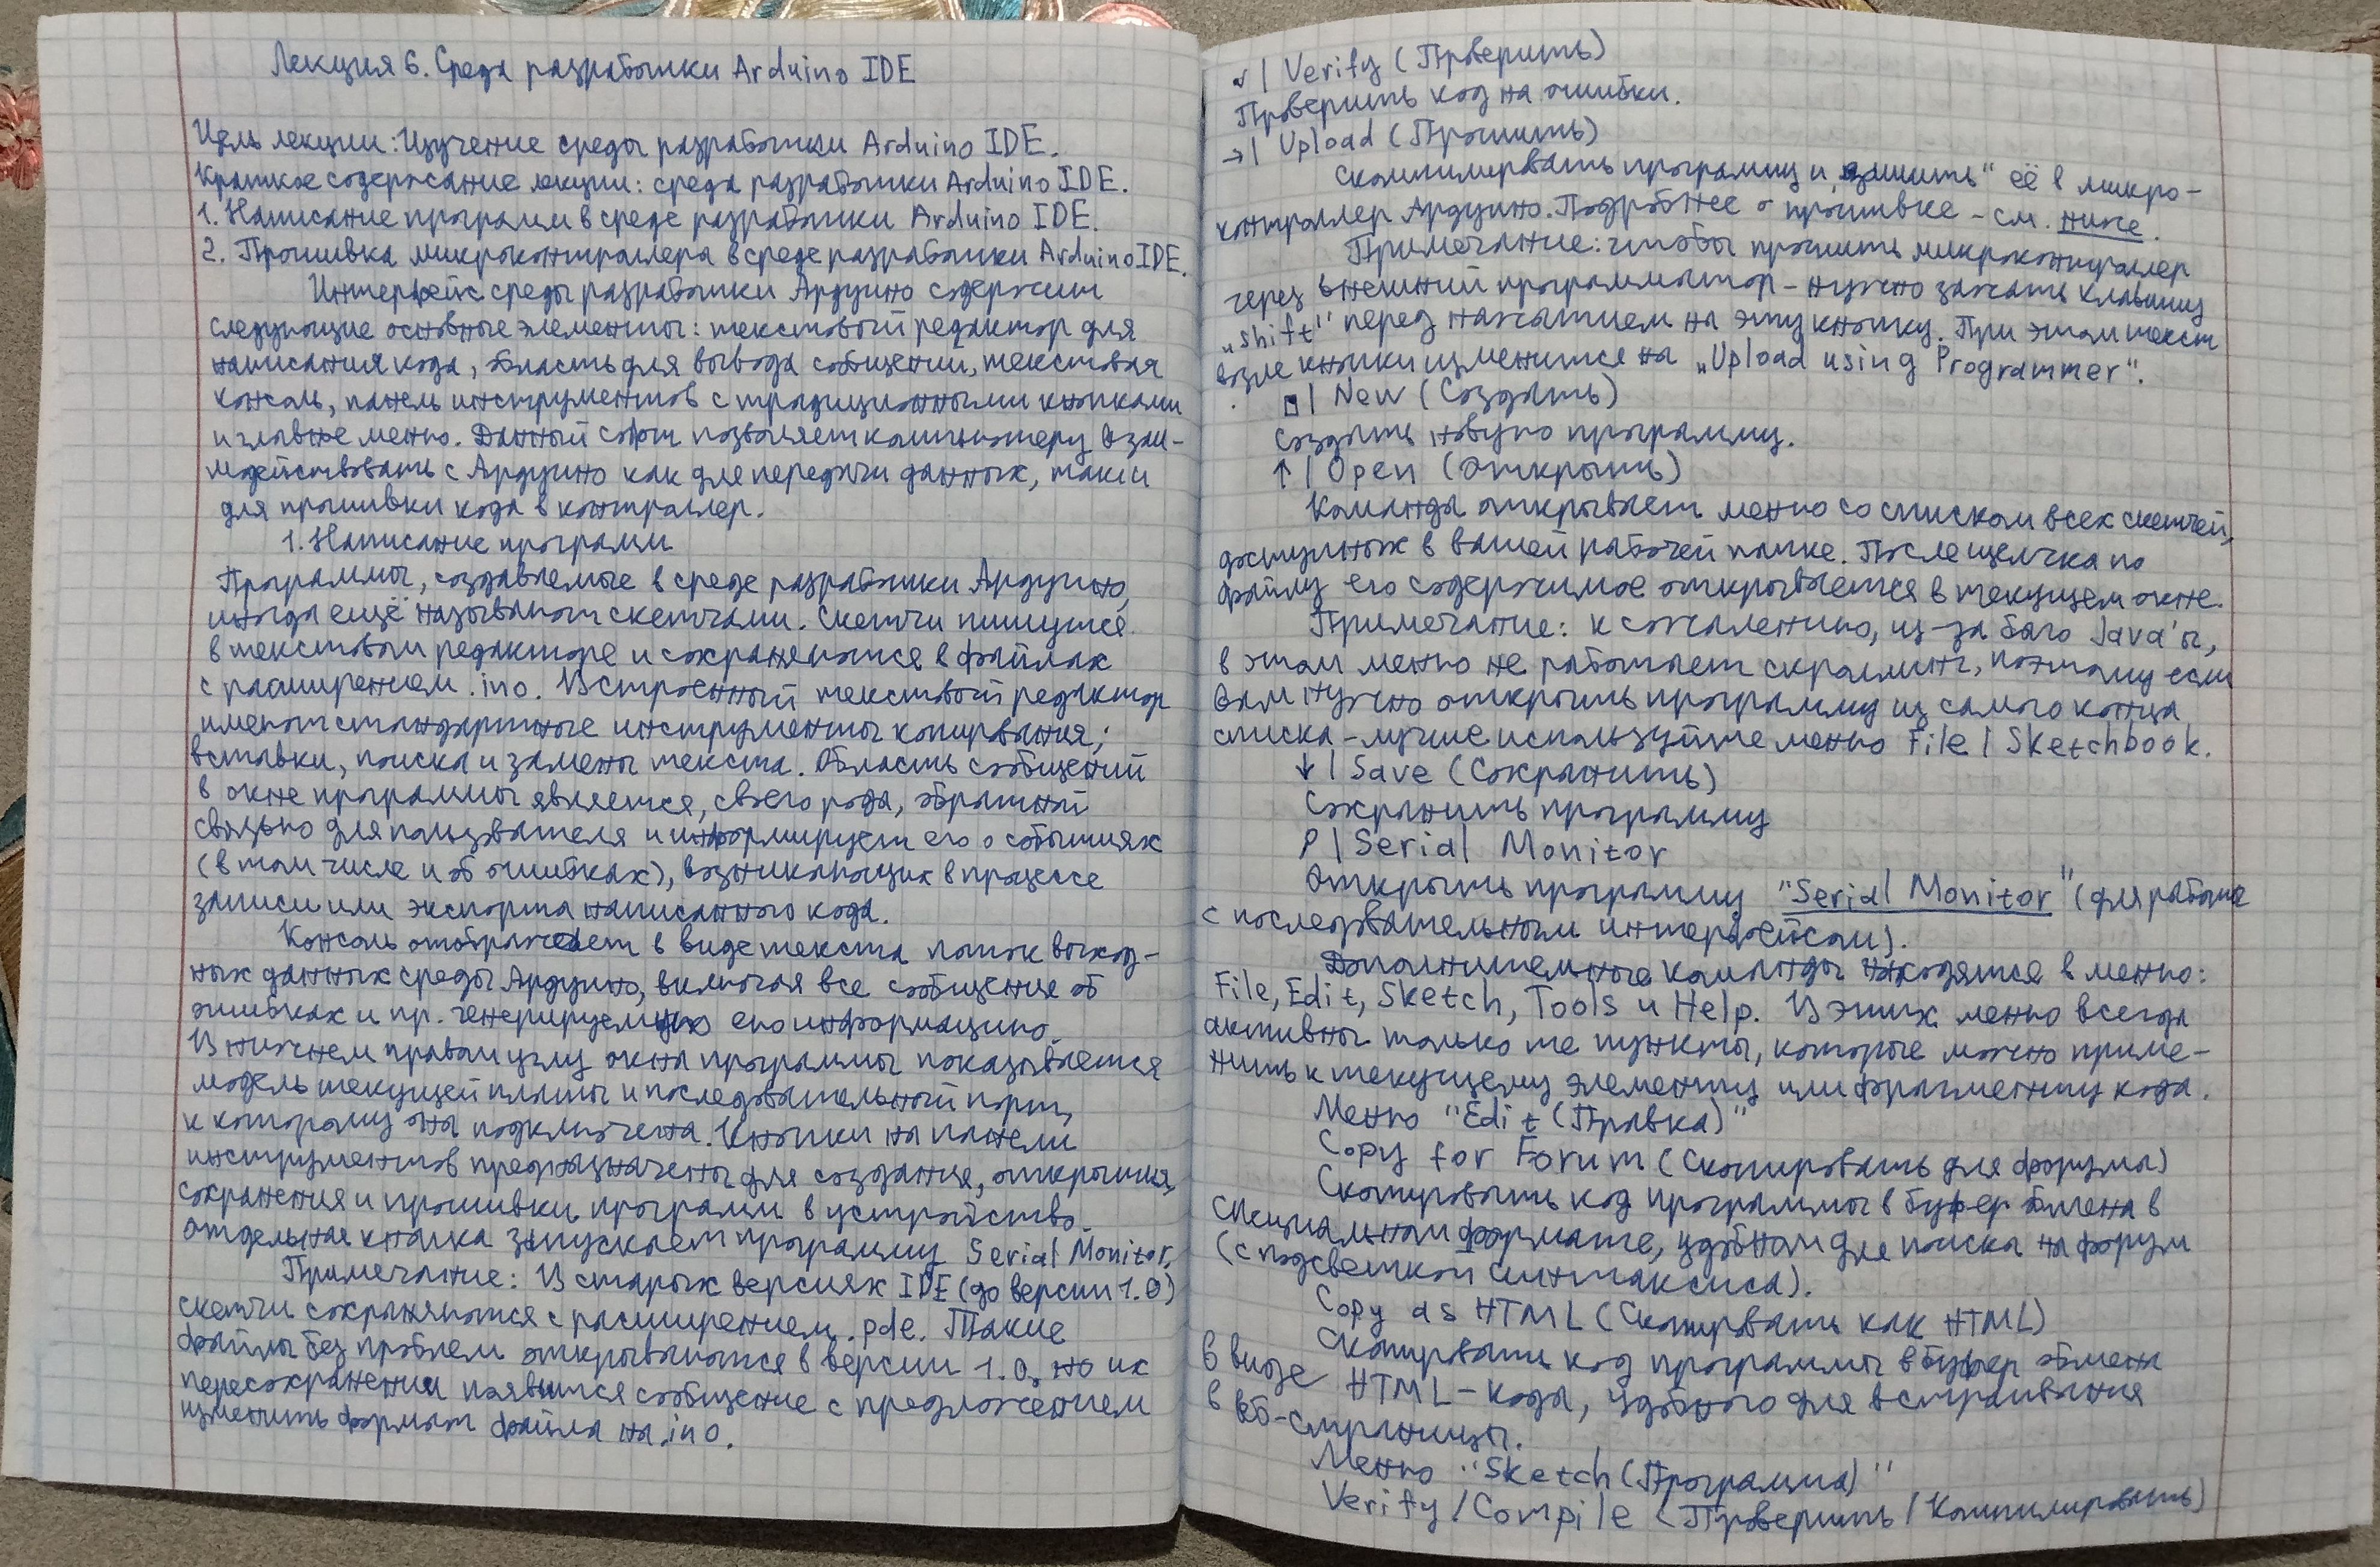 Лекция 6. Среда разработки Arduino IDE
Цель лекции: Изучение среды разработки Arduino IDE.
Краткое содержание лекции: среда разработки Arduino IDE.
1. Написание программ в среде разработки Arduino IDE.
2. Прошивка микроконтроллера в среде разработки Arduino IDE.
Интерфейс среды разработки Ардуино содержит
следующие основные элементы: текстовый редактор для
написания кода, область для вывода сообщений, текстовая
консоль, панель инструментов с традиционными кнопками
и главное меню. Данный софт позволяет компьютеру взаи-
модействовать с Ардуино как для передачи данных, так и
для прошивки кода в контроллер.
1. Написание программ
Программы, создаваемые в среде разработки Ардуино,
иногда ещё называют скетчами. Скетчи пишутся
в текстовом редакторе и сохраняются в файлах
с расширением .ino. Встроенный текстовый редактор
имеют стандартные инструменты копирования,
вставки, поиска и замены текста. Область сообщений
в окне программы является, своего рода, обратной
связью для пользователя и информирует его о событиях
(в том числе и об ошибках), возникающих в процессе
записи или экспорта написанного кода.
Консоль отображает в виде текста поток выход-
ных данных среды Ардуино, включая все сообщения об
ошибках и пр. генерируемую ею информацию.
В нижнем правом углу окна программы показывается
модель текущей платы и последовательный порт,
к которому она подключена. Кнопки на панели
инструментов предназначены для создания, открытия,
сохранения и прошивки программ в устройство.
Отдельная кнопка запускает программу Serial Monitor.
Примечание: В старых версиях IDE (до версии 1.0)
скетчи сохраняются с расширением .pde. Такие
файлы без проблем открываются в версии 1.0, но их
пересохранении появится сообщение с предложением
изменить формат файла на .ino.
✓ | Verify (Проверить)
Проверить код на ошибки.
→ | Upload (Прошить)
Скомпилировать программу и „зашить" её в микро-
контроллер Ардуино. Подробнее о прошивке - см. ниже.
Примечание: чтобы прошить микроконтроллер
через внешний программатор - нужно зажать клавишу
„shift" перед нажатием на эту кнопку. При этом текст
возле кнопки изменится на „Upload using Programmer".
| New (Создать)
Создать новую программу.
↑ | Open (Открыть)
Команда открывает меню со списком всех скетчей,
доступных в вашей рабочей папке. После щелчка по
файлу его содержимое открывается в текущем окне.
Примечание: к сожалению, из-за баго Java'ы,
в этом меню не работает скроллинг, поэтому если
вам нужно открыть программу из самого конца
списка - лучше используйте меню File | Sketchbook.
↓ | Save (Сохранить)
Сохранить программу
| Serial Monitor
Открыть программу "Serial Monitor" (для работы
с последовательным интерфейсом).
Дополнительные команды находятся в меню:
File, Edit, Sketch, Tools и Help. В этих меню всегда
активны только те пункты, которые можно приме-
нить к текущему элементу или фрагменту кода.
Меню "Edit (Правка)"
Copy for Forum (Скопировать для форума)
Скопировать код программы в буфер обмена в
специальном формате, удобном для поиска на форум
(с подсветкой синтаксиса).
Copy as HTML (Скопировать как HTML)
Скопировать код программы в буфер обмена
в виде HTML-кода, удобного для встраивания
в веб-страницы.
Меню "Sketch (Программа)"
Verify / Compile (Проверить / Компилировать)